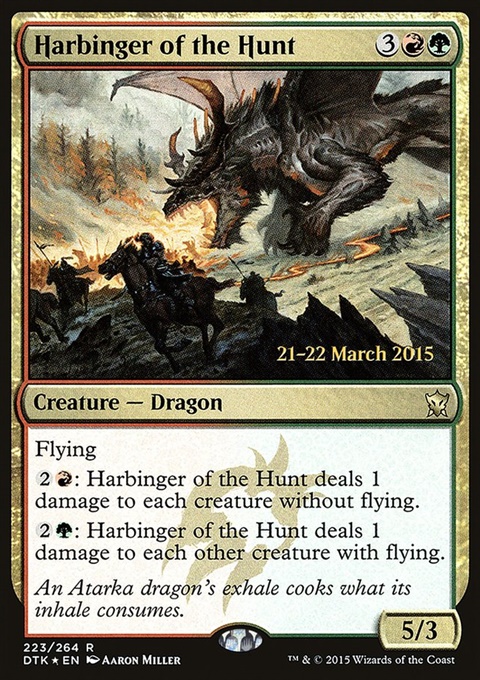 Harbinger of the Hunt 3
21–22 March 2015
Creature — Dragon
Flying
2: Harbinger of the Hunt deals 1
damage to each creature without flying.
2: Harbinger of the Hunt deals 1
damage to each other creature with flying.
An Atarka dragon's exhale cooks what its
inhale consumes.
5/3
223/264 R
DTK ★ EN Aaron Miller
™ & © 2015 Wizards of the Coast